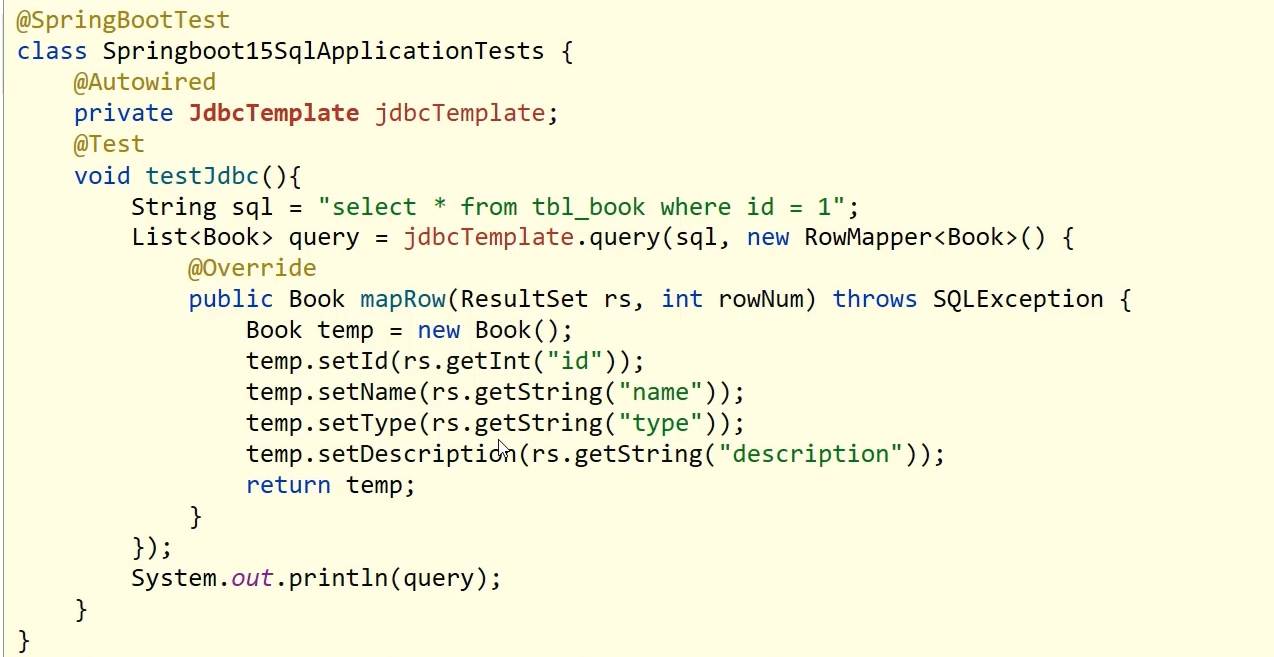 @SpringBootTest
class Springboot15SqlApplicationTests {
    @Autowired
    private JdbcTemplate jdbcTemplate;
    @Test
    void testJdbc(){
        String sql = "select * from tbl_book where id = 1";
        List<Book> query = jdbcTemplate.query(sql, new RowMapper<Book>() {
            @Override
            public Book mapRow(ResultSet rs, int rowNum) throws SQLException {
                Book temp = new Book();
                temp.setId(rs.getInt("id"));
                temp.setName(rs.getString("name"));
                temp.setType(rs.getString("type"));
                temp.setDescription(rs.getString("description"));
                return temp;
            }
        });
        System.out.println(query);
    }
}